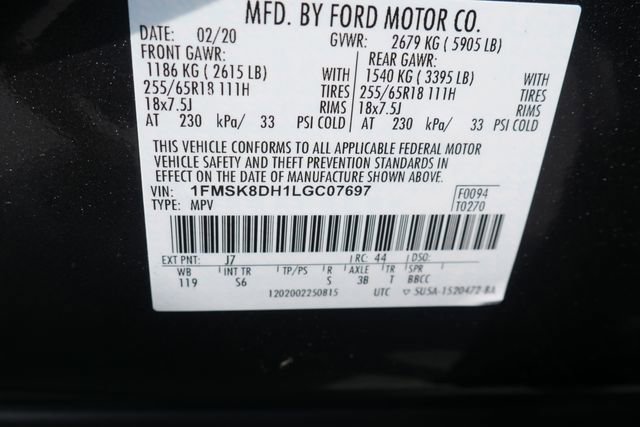 MFD. BY FORD MOTOR CO.
DATE: 02/20 GVWR: 2679 KG ( 5905 LB)
FRONT GAWR: REAR GAWR:
1186 KG ( 2615 LB) WITH 1540 KG ( 3395 LB) WITH
255/65R18 111H TIRES 255/65R18 111H TIRES
18x7.5J RIMS 18x7.5J RIMS
AT 230 kPa/ 33 PSI COLD AT 230 kPa/ 33 PSI COLD
THIS VEHICLE CONFORMS TO ALL APPLICABLE FEDERAL MOTOR
VEHICLE SAFETY AND THEFT PREVENTION STANDARDS IN
EFFECT ON THE DATE OF MANUFACTURE SHOWN ABOVE.
VIN: 1FMSK8DH1LGC07697 F0094
TYPE: MPV T0270
EXT PNT: J7 RC: 44 DSO:
WB INT TR TP/PS R AXLE TR SPR
119 S6 S 3B T BBCC
1202002250815 UTC SU5A-1520472-BA